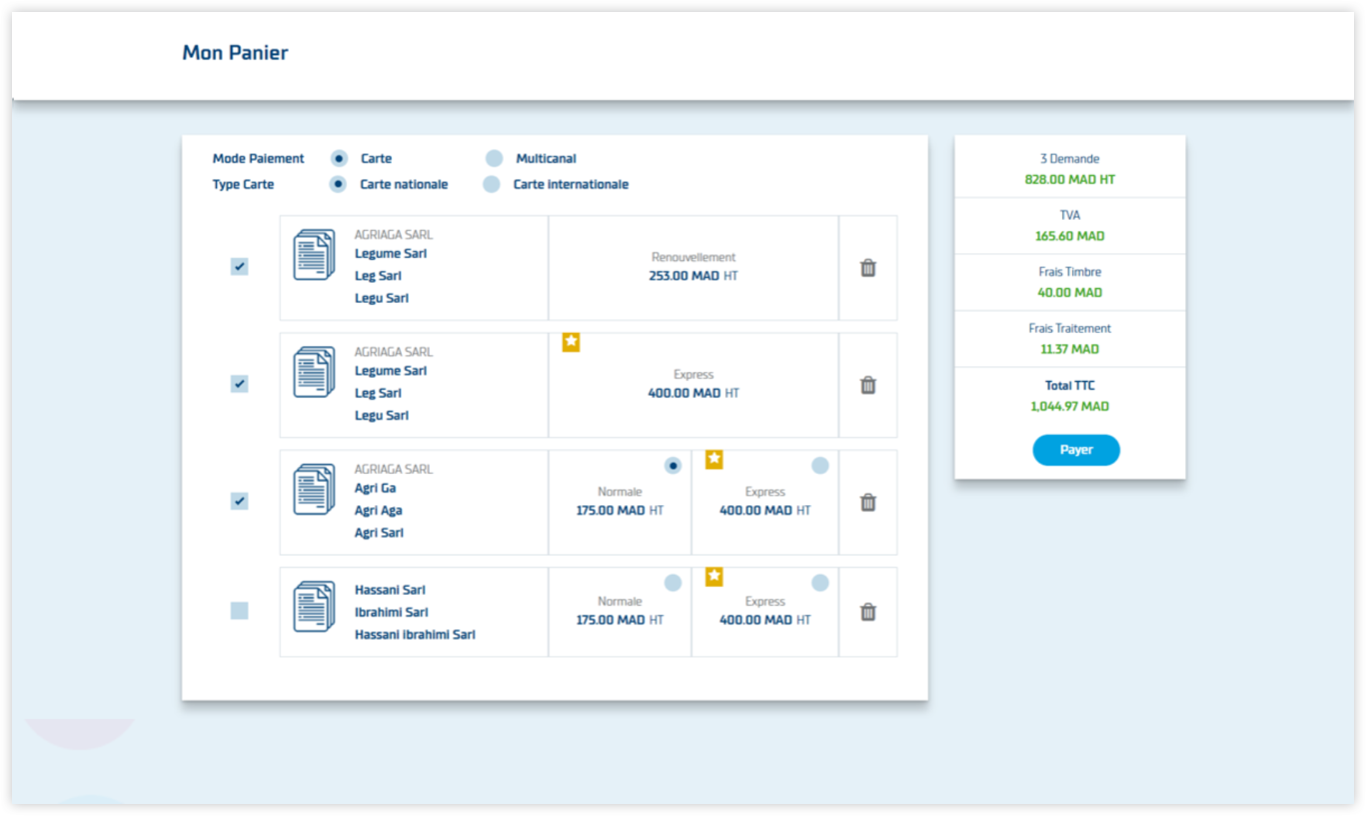 Mon Panier
Mode Paiement Carte Multicanal
Type Carte Carte nationale Carte internationale
AGRIAGA SARL
Legume Sarl
Leg Sarl
Legu Sarl
Renouvellement
253.00 MAD HT
AGRIAGA SARL
Legume Sarl
Leg Sarl
Legu Sarl
Express
400.00 MAD HT
AGRIAGA SARL
Agri Ga
Agri Aga
Agri Sarl
Normale
175.00 MAD HT
Express
400.00 MAD HT
Hassani Sarl
Ibrahimi Sarl
Hassani ibrahimi Sarl
Normale
175.00 MAD HT
Express
400.00 MAD HT
3 Demande
828.00 MAD HT
TVA
165.60 MAD
Frais Timbre
40.00 MAD
Frais Traitement
11.37 MAD
Total TTC
1,044.97 MAD
Payer